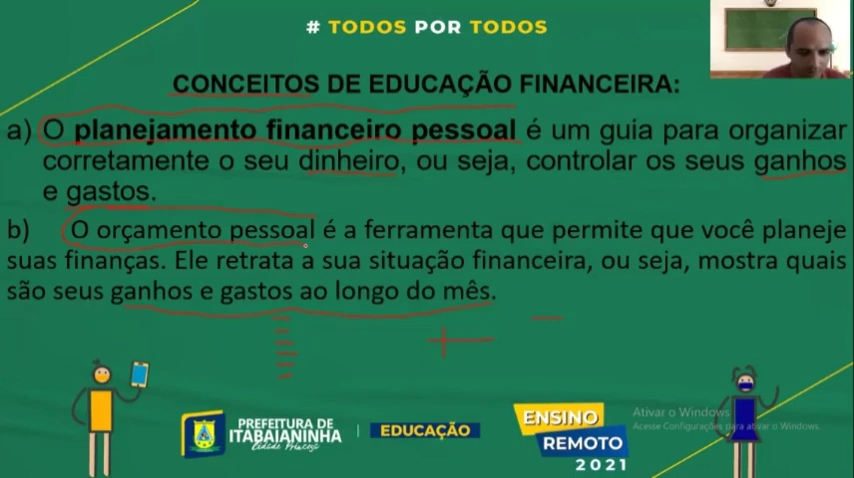 # TODOS POR TODOS
CONCEITOS DE EDUCAÇÃO FINANCEIRA:
a) O planejamento financeiro pessoal é um guia para organizar
corretamente o seu dinheiro, ou seja, controlar os seus ganhos
e gastos.
b) O orçamento pessoal é a ferramenta que permite que você planeje
suas finanças. Ele retrata a sua situação financeira, ou seja, mostra quais
são seus ganhos e gastos ao longo do mês.
PREFEITURA DE
ITABAIANINHA
Cidade Princesa
EDUCAÇÃO
ENSINO
REMOTO
2021
Ativar o Windows
Acesse Configurações para ativar o Windows.